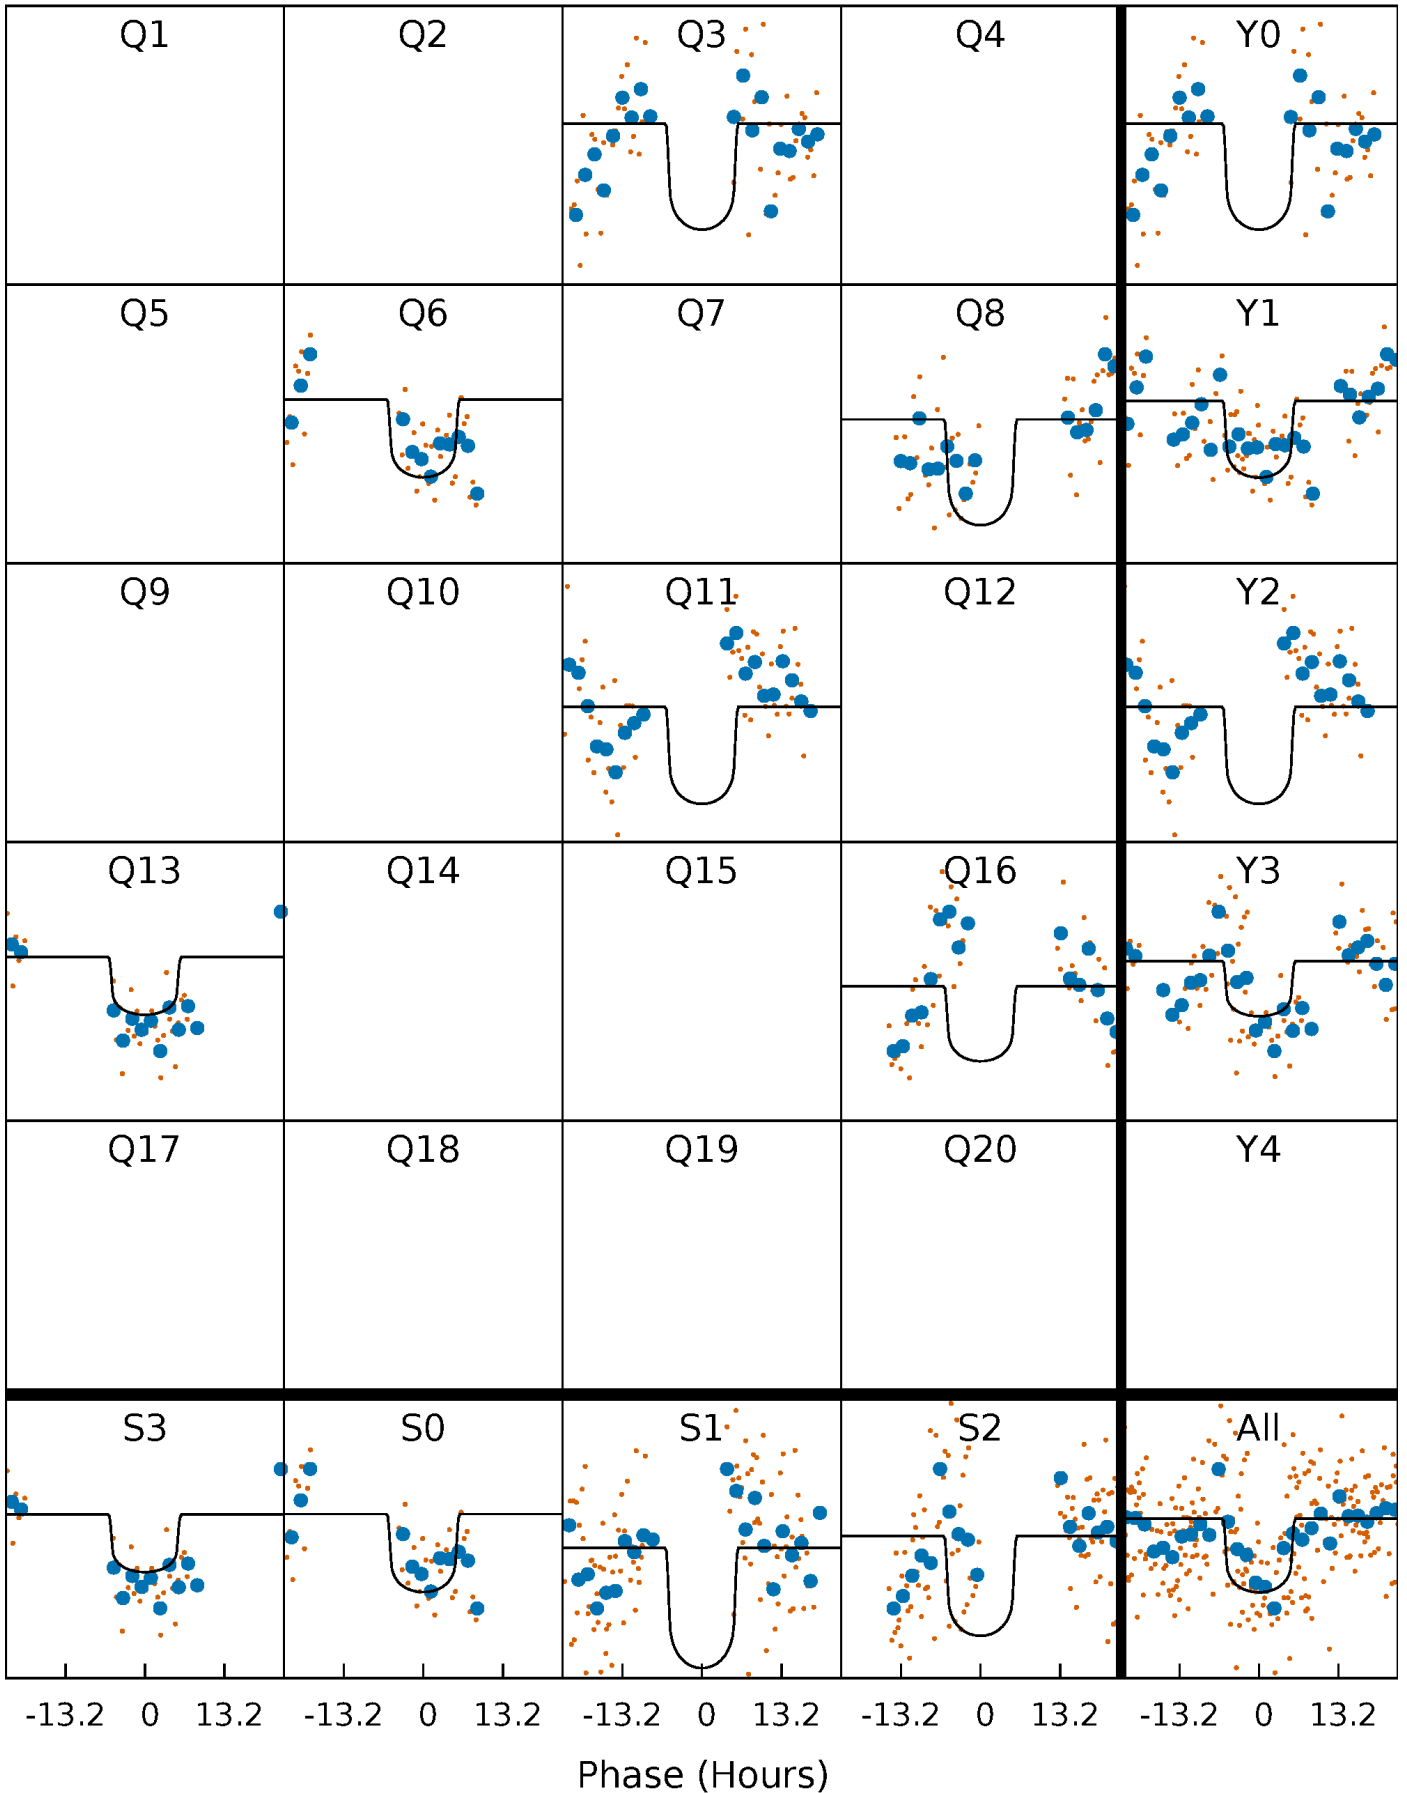 Q1 Q2 Q3 Q4 Y0
Q5 Q6 Q7 Q8 Y1
Q9 Q10 Q11 Q12 Y2
Q13 Q14 Q15 Q16 Y3
Q17 Q18 Q19 Q20 Y4
S3 S0 S1 S2 All
-13.2 0 13.2 -13.2 0 13.2 -13.2 0 13.2 -13.2 0 13.2 -13.2 0 13.2
Phase (Hours)